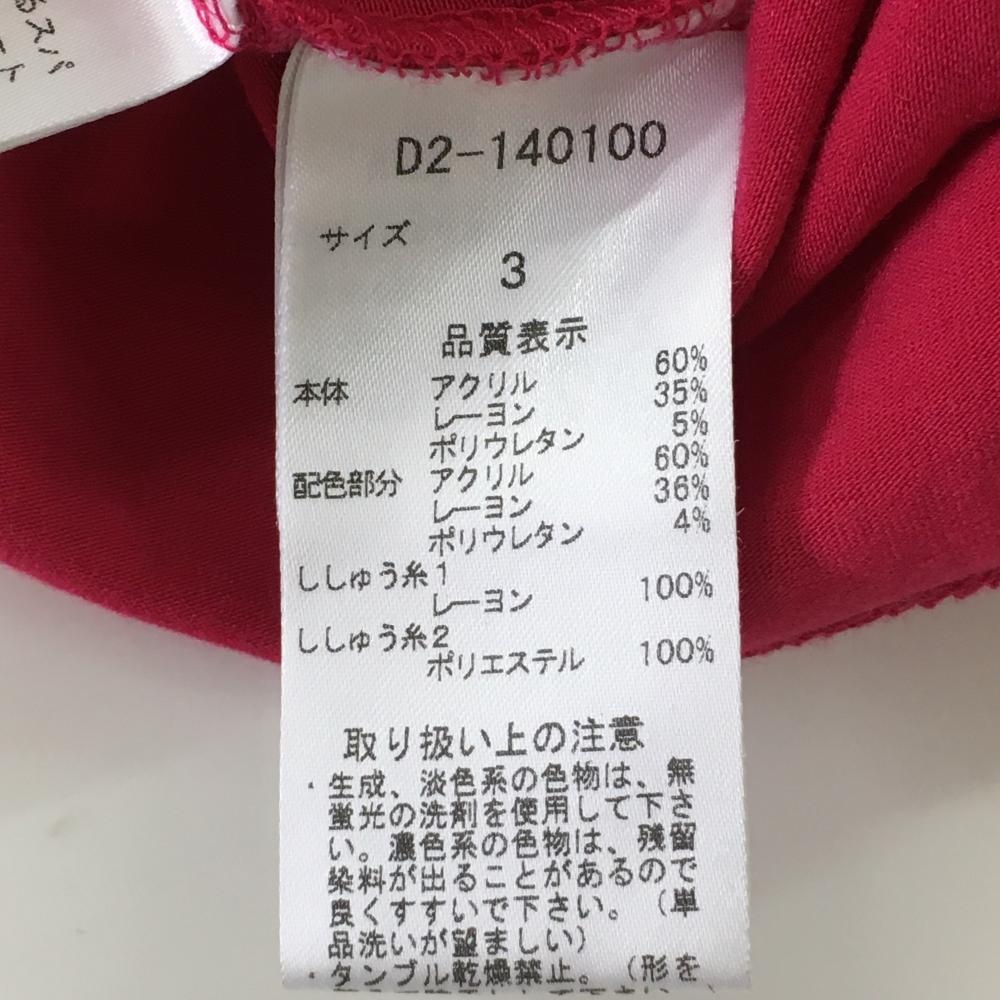 るスパ
ト
D2-140100
サイズ
3
品質表示
本体 アクリル 60%
レーヨン 35%
ポリウレタン 5%
配色部分 アクリル 60%
レーヨン 36%
ポリウレタン 4%
ししゅう糸1
レーヨン 100%
ししゅう糸2
ポリエステル 100%
取り扱い上の注意
・生成、淡色系の色物は、無
蛍光の洗剤を使用して下さ
い。濃色系の色物は、残留
染料が出ることがあるので
良くすすいで下さい。（単
品洗いが望ましい）
・タンブル乾燥禁止。（形を